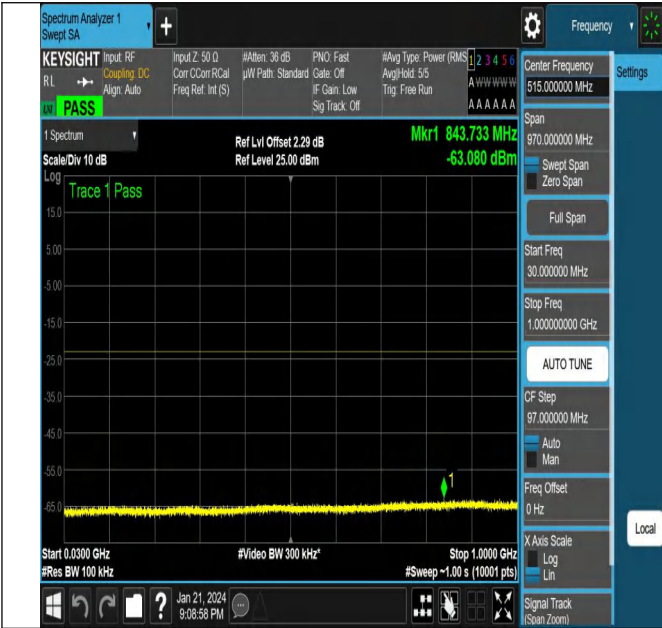 Spectrum Analyzer 1
Swept SA
+
Frequency
KEYSIGHT
RL
PASS
Input: RF
Coupling: DC
Align: Auto
Input Z: 50 Ω
Corr CCorr RCal
Freq Ref: Int (S)
#Atten: 36 dB
µW Path: Standard
PNO: Fast
Gate: Off
IF Gain: Low
Sig Track: Off
#Avg Type: Power (RMS
Avg|Hold: 5/5
Trig: Free Run
1 2 3 4 5 6
A W W W W W
A A A A A A
1 Spectrum
Scale/Div 10 dB
Ref Lvl Offset 2.29 dB
Ref Level 25.00 dBm
Mkr1 843.733 MHz
-63.080 dBm
Log
Trace 1 Pass
15.0
5.00
-5.00
-15.0
-25.0
-35.0
-45.0
-55.0
-65.0
1
Start 0.0300 GHz
#Video BW 300 kHz*
Stop 1.0000 GHz
#Res BW 100 kHz
#Sweep ~1.00 s (10001 pts)
Jan 21, 2024
9:08:58 PM
Center Frequency
515.000000 MHz
Settings
Span
970.000000 MHz
Swept Span
Zero Span
Full Span
Start Freq
30.000000 MHz
Stop Freq
1.000000000 GHz
AUTO TUNE
CF Step
97.000000 MHz
Auto
Man
Freq Offset
0 Hz
X Axis Scale
Log
Lin
Local
Signal Track
(Span Zoom)